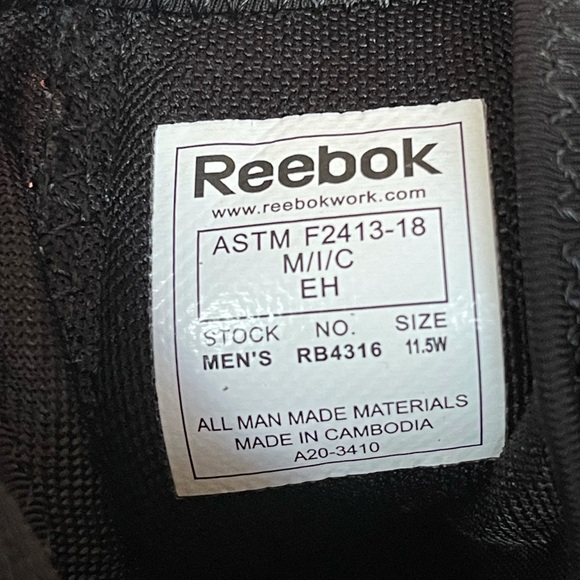 Reebok
www.reebokwork.com
ASTM F2413-18
M/I/C
EH
STOCK NO. SIZE
MEN'S RB4316 11.5W
ALL MAN MADE MATERIALS
MADE IN CAMBODIA
A20-3410